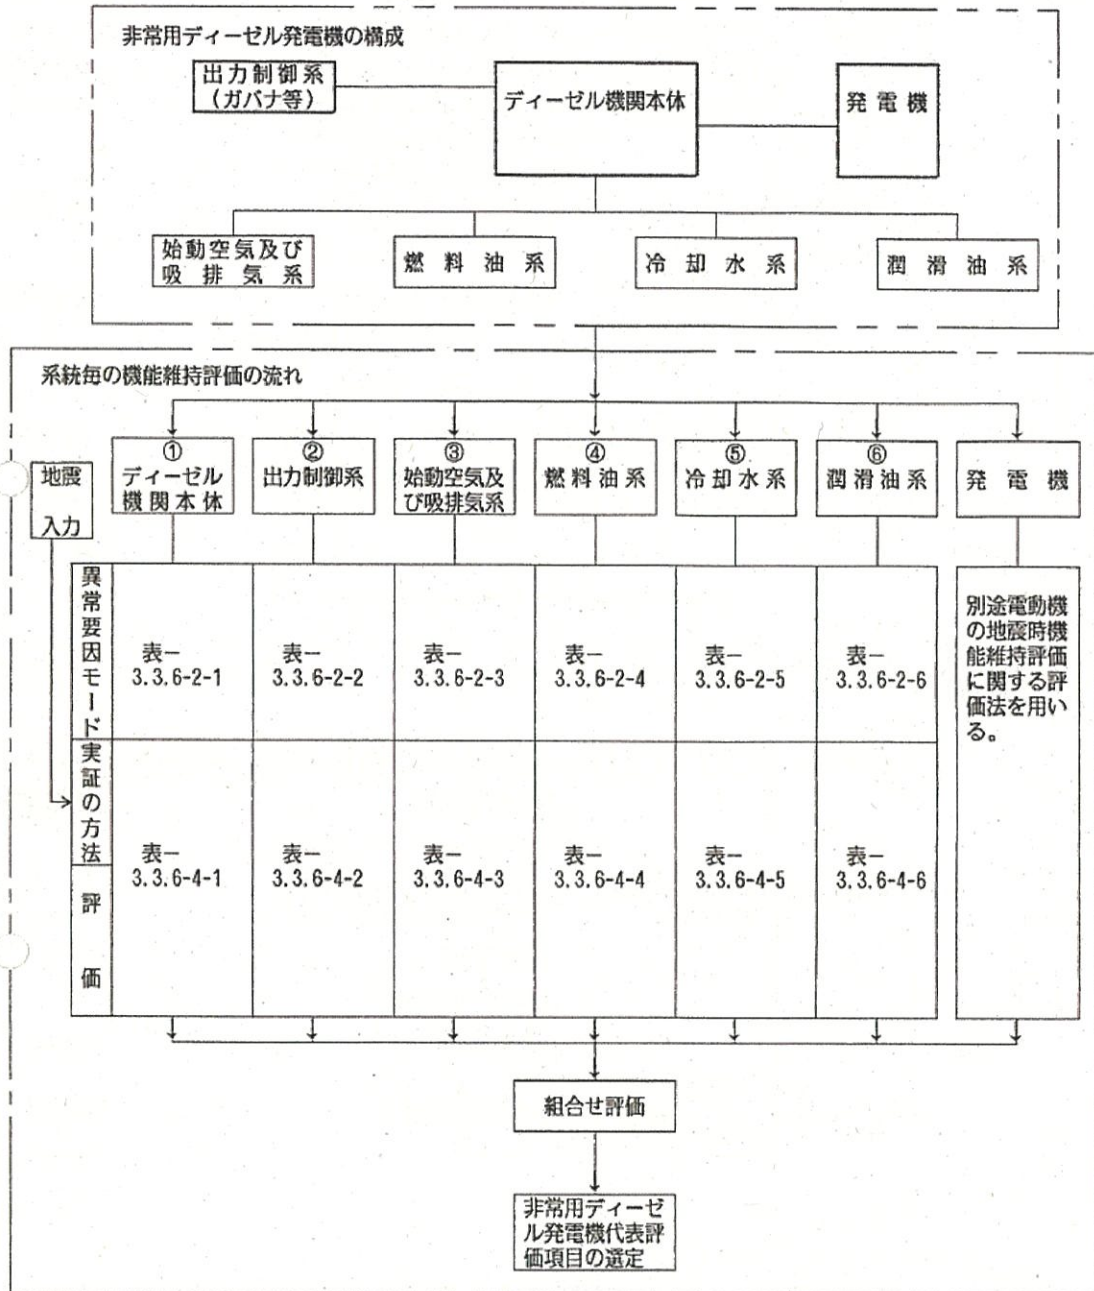 非常用ディーゼル発電機の構成
出力制御系
(ガバナ等)
ディーゼル機関本体
発電機
始動空気及び
吸排気系
燃料油系
冷却水系
潤滑油系
系統毎の機能維持評価の流れ
地震
入力
①
ディーゼル
機関本体
②
出力制御系
③
始動空気及
び吸排気系
④
燃料油系
⑤
冷却水系
⑥
潤滑油系
発電機
異常要因モード
表-
3.3.6-2-1
表-
3.3.6-2-2
表-
3.3.6-2-3
表-
3.3.6-2-4
表-
3.3.6-2-5
表-
3.3.6-2-6
別途電動機
の地震時機
能維持評価
に関する評
価法を用い
る。
実証の方法
評価
表-
3.3.6-4-1
表-
3.3.6-4-2
表-
3.3.6-4-3
表-
3.3.6-4-4
表-
3.3.6-4-5
表-
3.3.6-4-6
組合せ評価
非常用ディーゼ
ル発電機代表評
価項目の選定